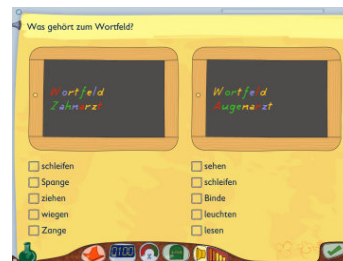 Was gehört zum Wortfeld?
Wortfeld
Zahnarzt
schleifen
Spange
ziehen
wiegen
Zange
Wortfeld
Augenarzt
sehen
schleifen
Binde
leuchten
lesen